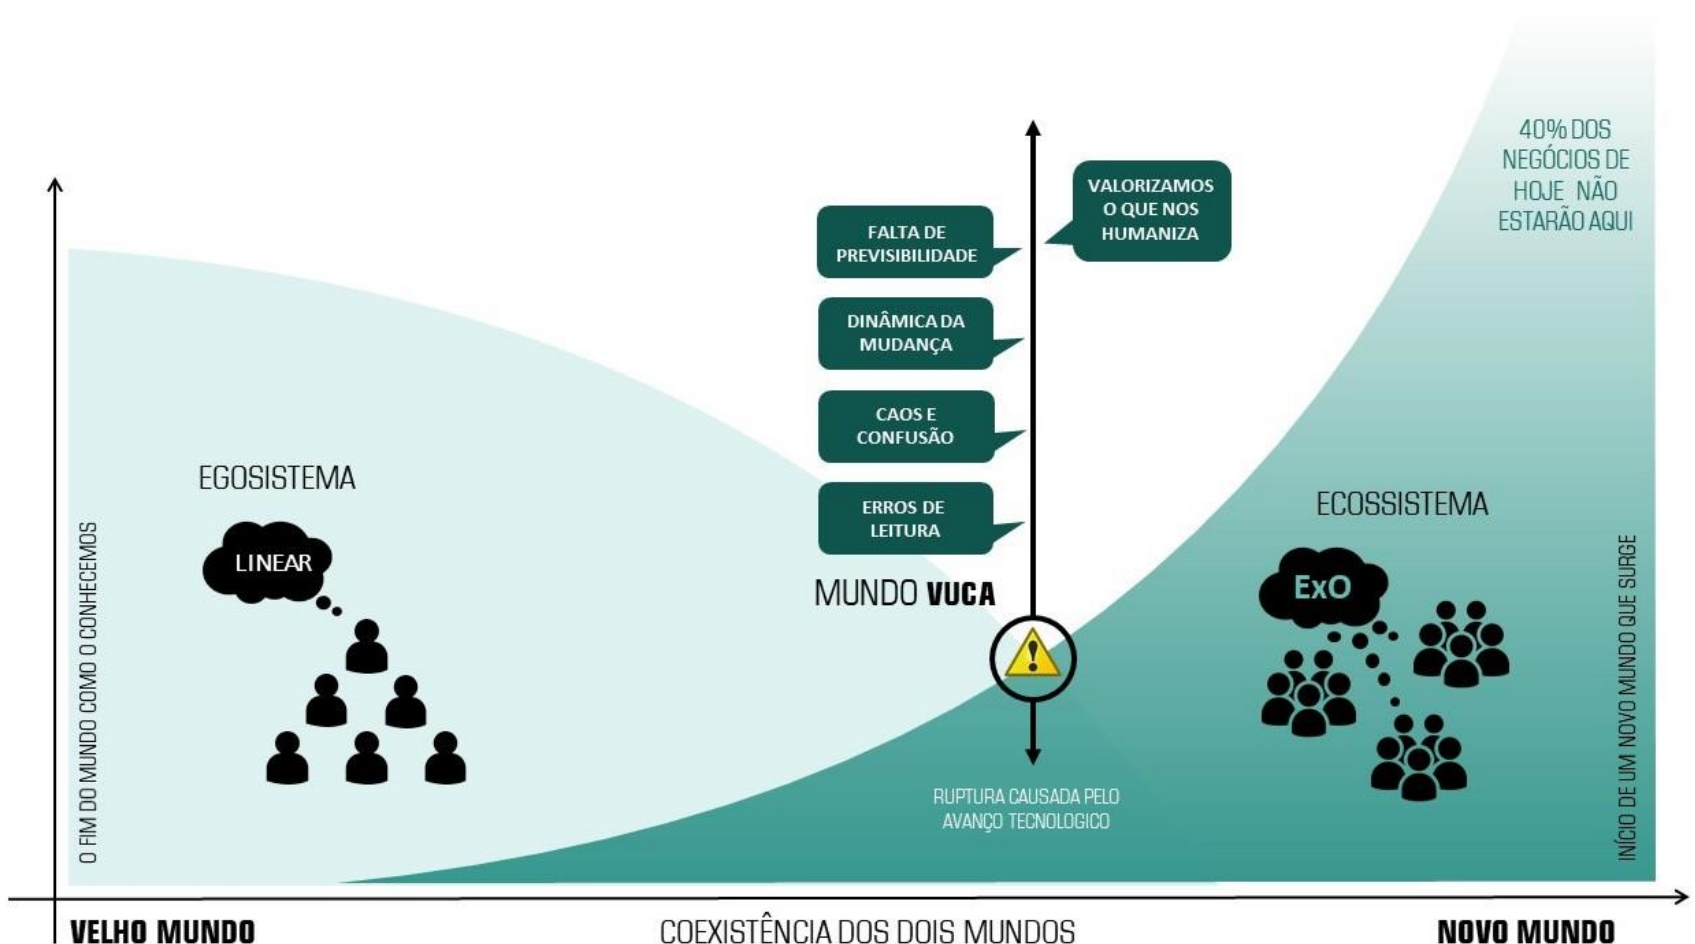 40% DOS
NEGÓCIOS DE
HOJE NÃO
ESTARÃO AQUI
VALORIZAMOS
O QUE NOS
HUMANIZA
FALTA DE
PREVISIBILIDADE
DINÂMICA DA
MUDANÇA
CAOS E
CONFUSÃO
ERROS DE
LEITURA
MUNDO VUCA
EGOSISTEMA
LINEAR
O FIM DO MUNDO COMO O CONHECEMOS
ECOSSISTEMA
ExO
INÍCIO DE UM NOVO MUNDO QUE SURGE
RUPTURA CAUSADA PELO
AVANÇO TECNOLOGICO
VELHO MUNDO
COEXISTÊNCIA DOS DOIS MUNDOS
NOVO MUNDO